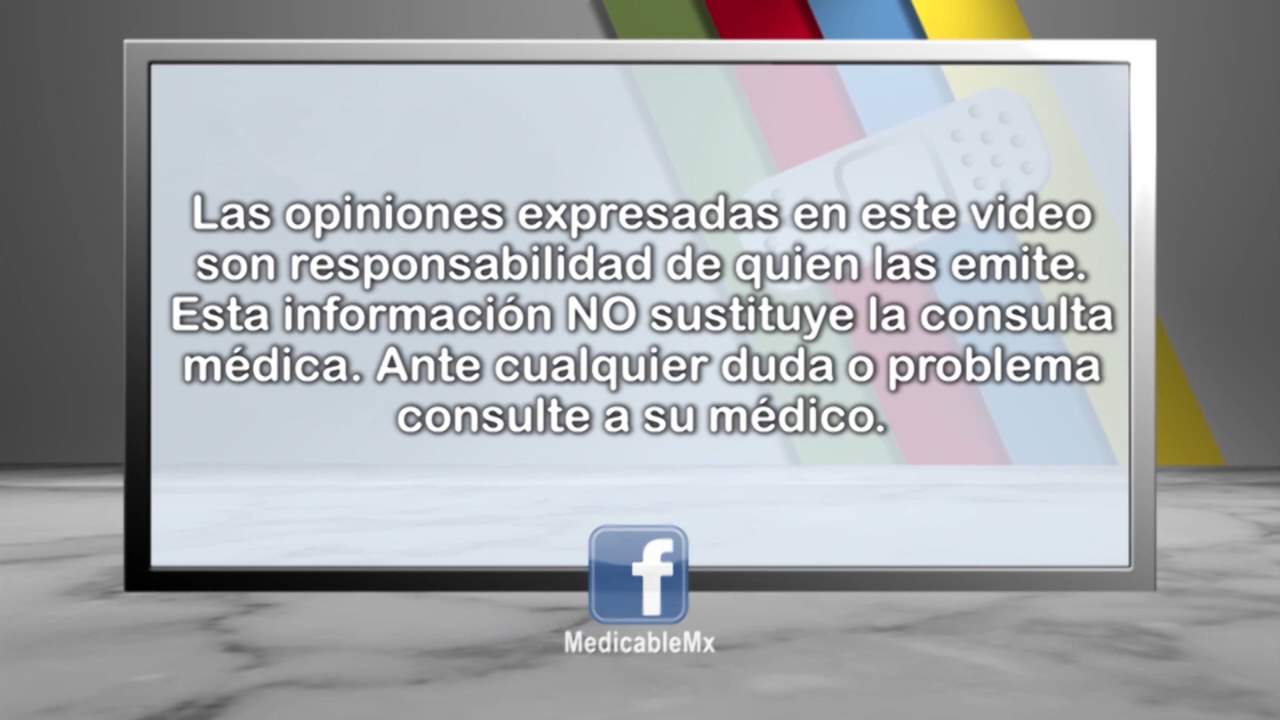 Las opiniones expresadas en este video
son responsabilidad de quien las emite.
Esta información NO sustituye la consulta
médica. Ante cualquier duda o problema
consulte a su médico.
f
MedicableMx